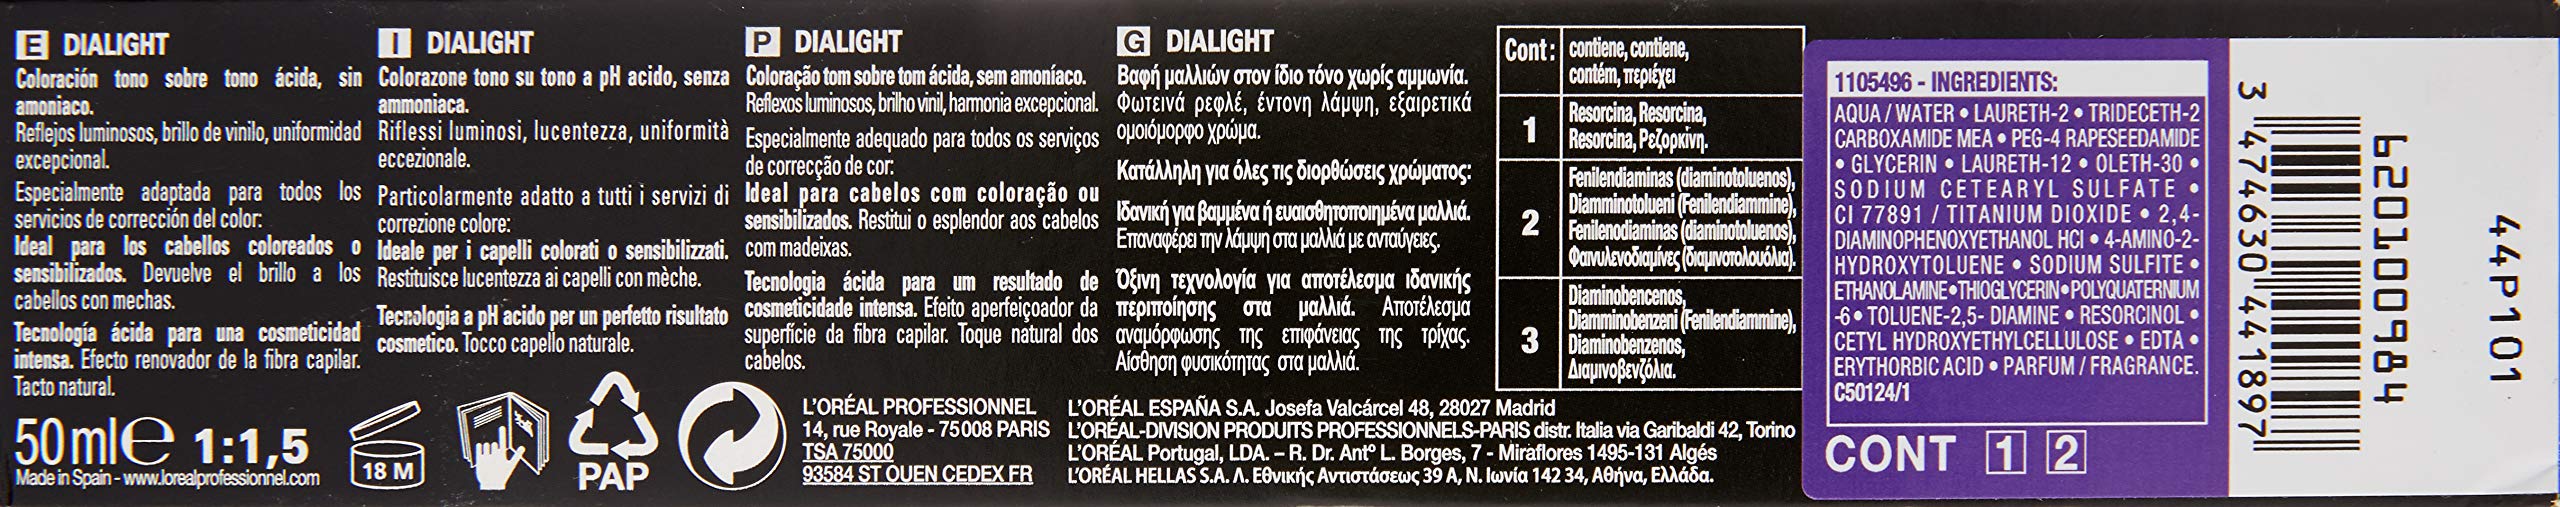 E DIALIGHT
Coloración tono sobre tono ácida, sin
amoniaco.
Reflejos luminosos, brillo de vinilo, uniformidad
excepcional.
Especialmente adaptada para todos los
servicios de corrección del color:
Ideal para los cabellos coloreados o
sensibilizados. Devuelve el brillo a los
cabellos con mechas.
Tecnología ácida para una cosmeticidad
intensa. Efecto renovador de la fibra capilar.
Tacto natural.
I DIALIGHT
Colorazone tono su tono a pH acido, senza
ammoniaca.
Riflessi luminosi, lucentezza, uniformità
eccezionale.
Particolarmente adatto a tutti i servizi di
correzione colore:
Ideale per i capelli colorati o sensibilizzati.
Restituisce lucentezza ai capelli con mèche.
Tecnologia a pH acido per un perfetto risultato
cosmetico. Tocco capello naturale.
P DIALIGHT
Coloração tom sobre tom ácida, sem amoníaco.
Reflexos luminosos, brilho vinil, harmonia excepcional.
Especialmente adequado para todos os serviços
de correcção de cor:
Ideal para cabelos com coloração ou
sensibilizados. Restitui o esplendor aos cabelos
com madeixas.
Tecnologia ácida para um resultado de
cosmeticidade intensa. Efeito aperfeiçoador da
superfície da fibra capilar. Toque natural dos
cabelos.
G DIALIGHT
Βαφή μαλλιών στον ίδιο τόνο χωρίς αμμωνία.
Φωτεινά ρεφλέ, έντονη λάμψη, εξαιρετικά
ομοιόμορφο χρώμα.
Κατάλληλη για όλες τις διορθώσεις χρώματος:
Ιδανική για βαμμένα ή ευαισθητοποιημένα μαλλιά.
Επαναφέρει την λάμψη στα μαλλιά με ανταύγειες.
Όξινη τεχνολογία για αποτέλεσμα ιδανικής
περιποίησης στα μαλλιά. Αποτέλεσμα
αναμόρφωσης της επιφάνειας της τρίχας.
Αίσθηση φυσικότητας στα μαλλιά.
Cont: contiene, contiene,
contém, περιέχει
1 Resorcina, Resorcina,
Resorcina, Ρεζορκίνη.
2 Fenilendiaminas (diaminotoluenos),
Diamminotolueni (Fenilendiammine),
Fenilenodiaminas (diaminotoluenos),
Φαινυλενοδιαμίνες (διαμινοτολουόλια).
3 Diaminobencenos,
Diamminobenzeni (Fenilendiammine),
Diaminobenzenos,
Διαμινοβενζόλια.
50 ml e 1:1,5
Made in Spain - www.lorealprofessionnel.com
18 M
PAP
L'ORÉAL PROFESSIONNEL
14, rue Royale - 75008 PARIS
TSA 75000
93584 ST OUEN CEDEX FR
L'ORÉAL ESPAÑA S.A. Josefa Valcárcel 48, 28027 Madrid
L'ORÉAL-DIVISION PRODUITS PROFESSIONNELS-PARIS distr. Italia via Garibaldi 42, Torino
L'ORÉAL Portugal, LDA. – R. Dr. Antº L. Borges, 7 - Miraflores 1495-131 Algés
L'ORÉAL HELLAS S.A. Λ. Εθνικής Αντιστάσεως 39 Α, Ν. Ιωνία 142 34, Αθήνα, Ελλάδα.
1105496 - INGREDIENTS:
AQUA / WATER • LAURETH-2 • TRIDECETH-2
CARBOXAMIDE MEA • PEG-4 RAPESEEDAMIDE
• GLYCERIN • LAURETH-12 • OLETH-30 •
SODIUM CETEARYL SULFATE •
CI 77891 / TITANIUM DIOXIDE • 2,4-
DIAMINOPHENOXYETHANOL HCl • 4-AMINO-2-
HYDROXYTOLUENE • SODIUM SULFITE •
ETHANOLAMINE • THIOGLYCERIN • POLYQUATERNIUM
-6 • TOLUENE-2,5- DIAMINE • RESORCINOL •
CETYL HYDROXYETHYLCELLULOSE • EDTA •
ERYTHORBIC ACID • PARFUM / FRAGRANCE.
C50124/1
CONT 1 2
3 474630 441897
620100984
44P101